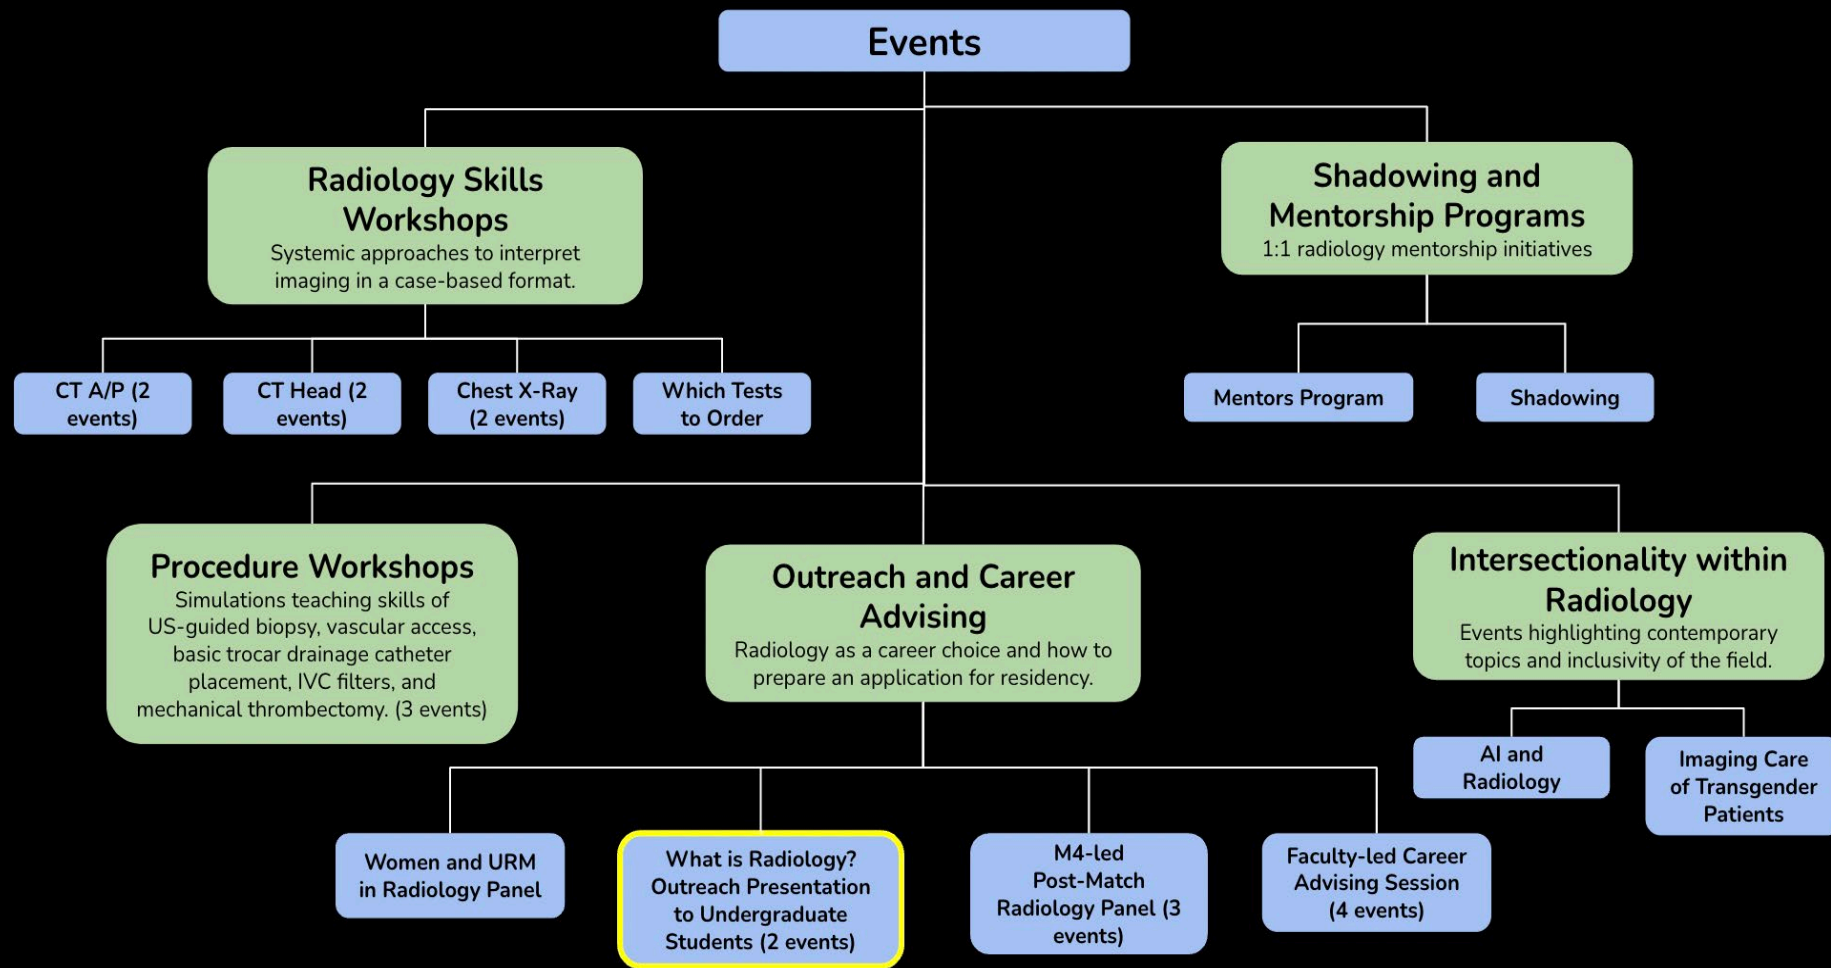 Events
Radiology Skills
Workshops
Systemic approaches to interpret
imaging in a case-based format.
Shadowing and
Mentorship Programs
1:1 radiology mentorship initiatives
CT A/P (2
events)
CT Head (2
events)
Chest X-Ray
(2 events)
Which Tests
to Order
Mentors Program
Shadowing
Procedure Workshops
Simulations teaching skills of
US-guided biopsy, vascular access,
basic trocar drainage catheter
placement, IVC filters, and
mechanical thrombectomy. (3 events)
Outreach and Career
Advising
Radiology as a career choice and how to
prepare an application for residency.
Intersectionality within
Radiology
Events highlighting contemporary
topics and inclusivity of the field.
AI and
Radiology
Imaging Care
of Transgender
Patients
Women and URM
in Radiology Panel
What is Radiology?
Outreach Presentation
to Undergraduate
Students (2 events)
M4-led
Post-Match
Radiology Panel (3
events)
Faculty-led Career
Advising Session
(4 events)